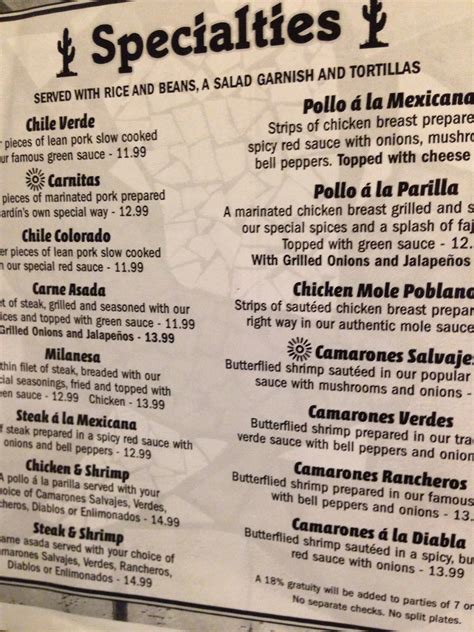 Specialties
SERVED WITH RICE AND BEANS, A SALAD GARNISH AND TORTILLAS
Chile Verde
pieces of lean pork slow cooked
famous green sauce - 11.99
Carnitas
pieces of marinated pork prepared
own special way - 12.99
Chile Colorado
pieces of lean pork slow cooked
our special red sauce - 11.99
Carne Asada
of steak, grilled and seasoned with our
and topped with green sauce - 11.99
Grilled Onions and Jalapeños - 13.99
Milanesa
filet of steak, breaded with our
seasonings, fried and topped with
sauce - 12.99 Chicken - 13.99
Steak á la Mexicana
of steak prepared in a spicy red sauce with
onions and bell peppers - 12.99
Chicken & Shrimp
A pollo á la parilla served with your
choice of Camarones Salvajes, Verdes,
Diablos or Enlimonados - 14.99
Steak & Shrimp
asada served with your choice of
Salvajes, Verdes, Rancheros,
Diablos or Enlimonados - 14.99
Pollo á la Mexicana
Strips of chicken breast prepared
spicy red sauce with onions,
bell peppers. Topped with cheese
Pollo á la Parilla
A marinated chicken breast grilled and
our special spices and a splash of
Topped with green sauce -
With Grilled Onions and Jalapeños
Chicken Mole Poblano
Strips of sautéed chicken breast
right way in our authentic mole
Camarones Salvajes
Butterflied shrimp sautéed in our popular
sauce with mushrooms and onions -
Camarones Verdes
Butterflied shrimp prepared in our
verde sauce with bell peppers and
Camarones Rancheros
Butterflied shrimp prepared in our famous
with bell peppers and onions -
Camarones á la Diabla
Butterflied shrimp sautéed in a spicy,
red sauce with onions - 13.99
A 18% gratuity will be added to parties of 7 or
No separate checks. No split plates.